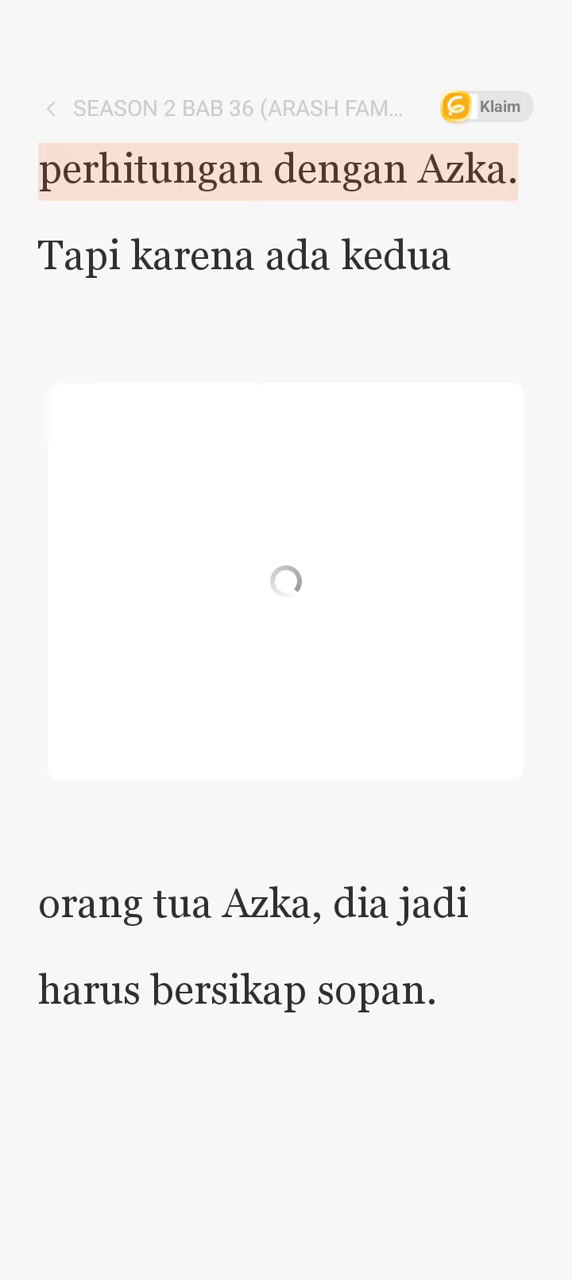 SEASON 2 BAB 36 (ARASH FAM...
Klaim
perhitungan dengan Azka.
Tapi karena ada kedua
orang tua Azka, dia jadi
harus bersikap sopan.